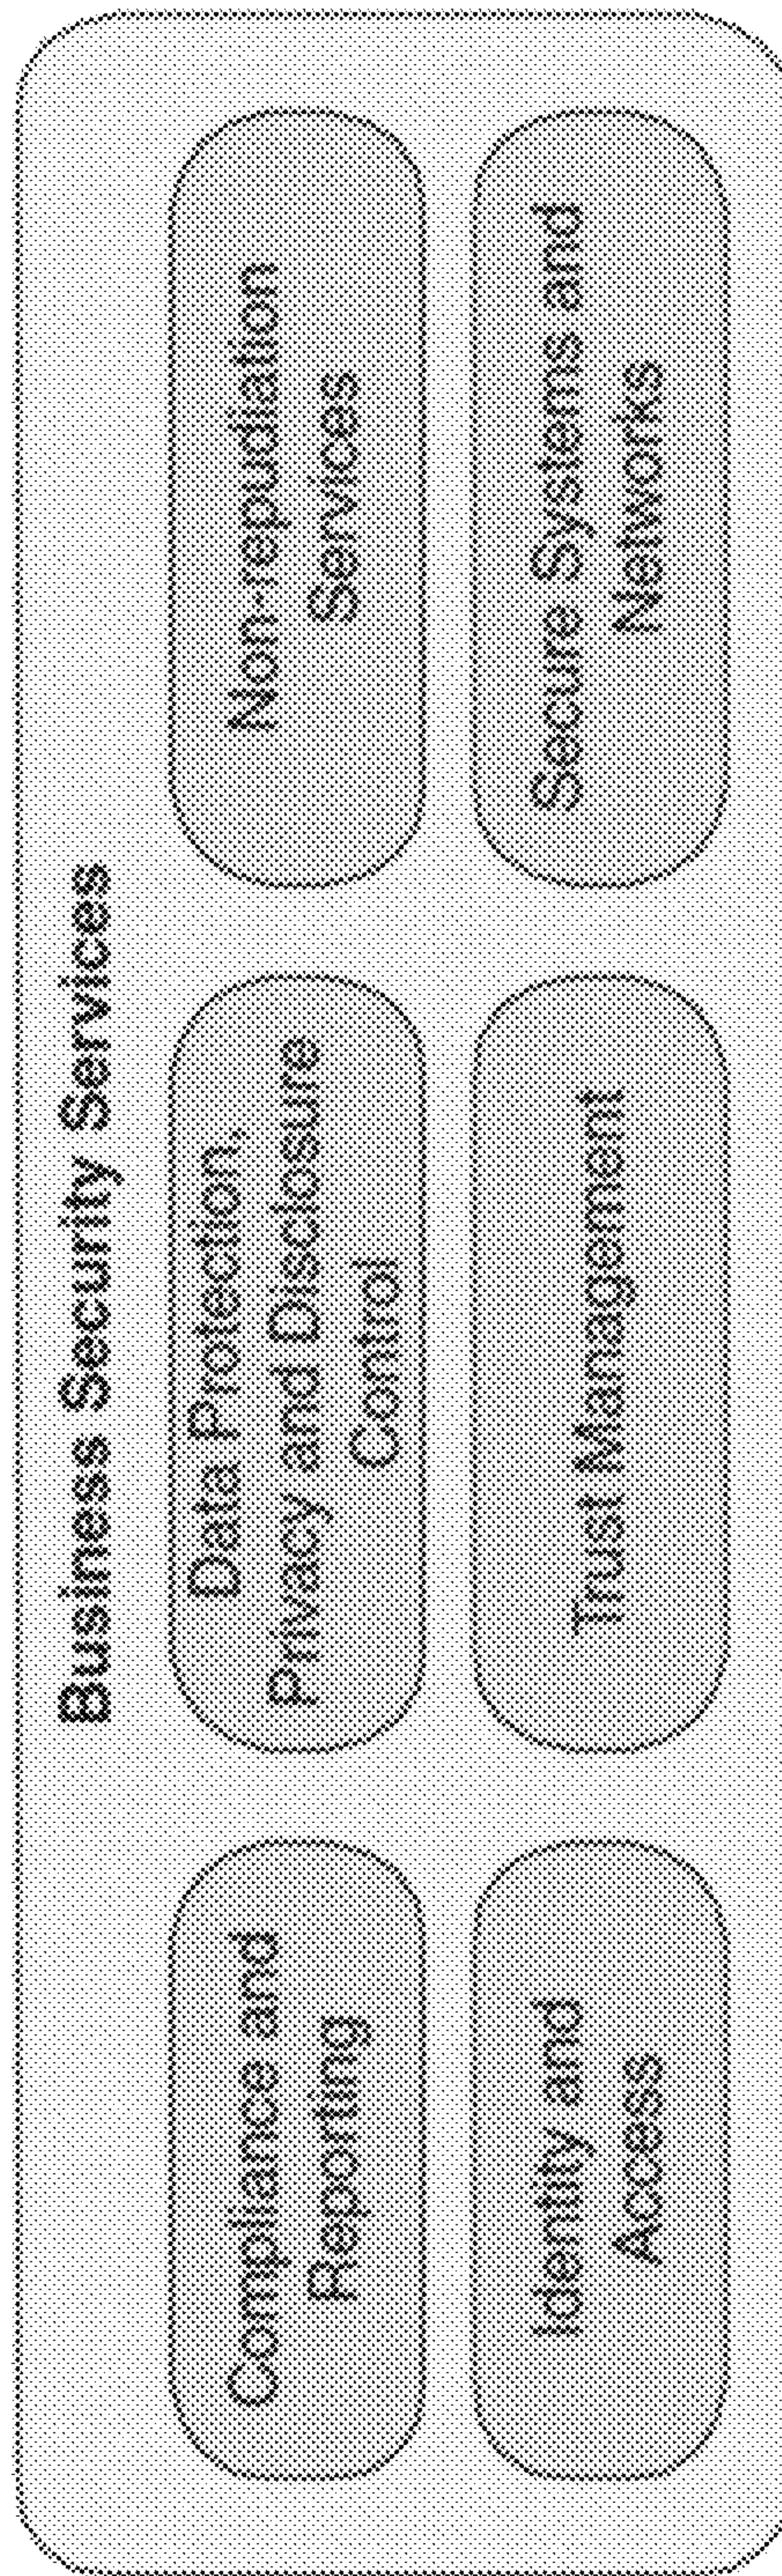 Business Security Services
Compliance and
Reporting
Data Protection,
Privacy and Disclosure
Control
Non-repudiation
Services
Identity and
Access
Trust Management
Secure Systems and
Networks